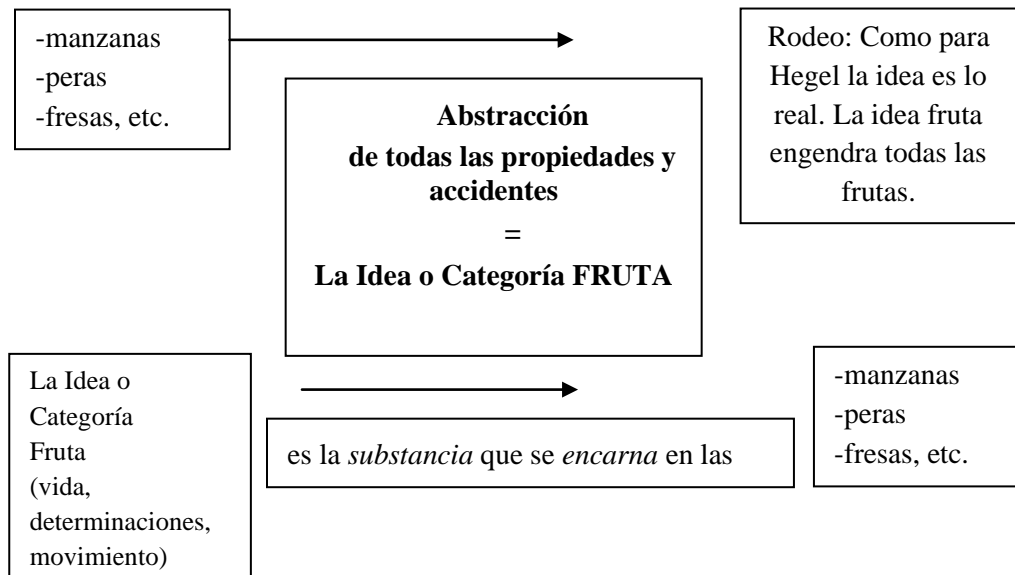 -manzanas
-peras
-fresas, etc.
Abstracción
de todas las propiedades y
accidentes
=
La Idea o Categoría FRUTA
Rodeo: Como para
Hegel la idea es lo
real. La idea fruta
engendra todas las
frutas.
La Idea o
Categoría
Fruta
(vida,
determinaciones,
movimiento)
es la substancia que se encarna en las
-manzanas
-peras
-fresas, etc.